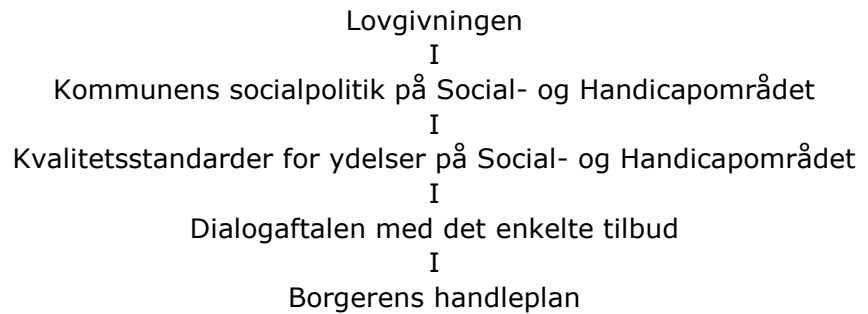 Lovgivningen
I
Kommunens socialpolitik på Social- og Handicapområdet
I
Kvalitetsstandarder for ydelser på Social- og Handicapområdet
I
Dialogaftalen med det enkelte tilbud
I
Borgerens handleplan